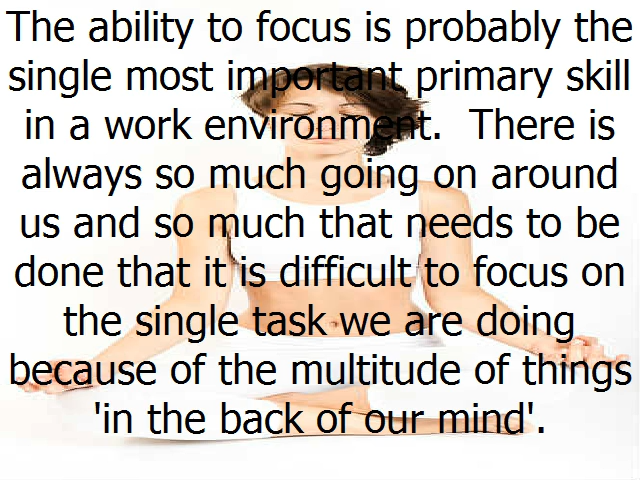 The ability to focus is probably the
single most important primary skill
in a work environment.  There is
always so much going on around
us and so much that needs to be
done that it is difficult to focus on
the single task we are doing
because of the multitude of things
'in the back of our mind'.